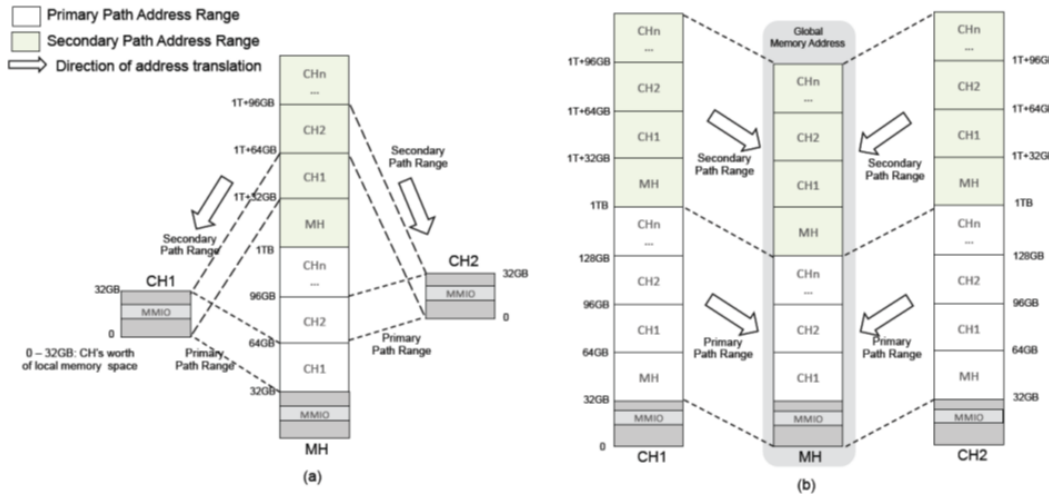 Primary Path Address Range
Secondary Path Address Range
Direction of address translation
CHn
...
1T+96GB
CH2
1T+64GB
CH1
1T+32GB
MH
1TB
CHn
...
96GB
CH2
64GB
CH1
32GB
MMIO
MH
Secondary
Path Range
CH1
32GB
MMIO
0
0 – 32GB: CH's worth
of local memory space
Primary
Path Range
Secondary
Path Range
CH2
32GB
MMIO
0
Primary
Path Range
(a)
CHn
...
1T+96GB
CH2
1T+64GB
CH1
1T+32GB
MH
1TB
CHn
...
128GB
CH2
96GB
CH1
64GB
MH
32GB
MMIO
0
CH1
Secondary
Path Range
Primary
Path Range
Global
Memory Address
CHn
...
CH2
CH1
MH
CHn
...
CH2
CH1
MMIO
MH
Secondary
Path Range
Primary
Path Range
CHn
...
1T+96GB
CH2
1T+64GB
CH1
1T+32GB
MH
1TB
CHn
...
128GB
CH2
96GB
CH1
64GB
MH
32GB
MMIO
0
CH2
(b)